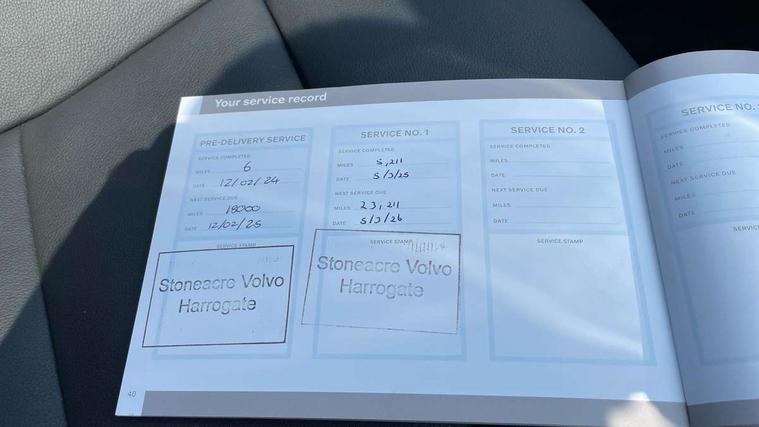 Your service record
PRE-DELIVERY SERVICE
SERVICE COMPLETED
MILES 6
DATE 12/02/24
NEXT SERVICE DUE
MILES 18000
DATE 12/02/25
SERVICE STAMP
Stoneacre Volvo
Harrogate
SERVICE NO. 1
SERVICE COMPLETED
MILES 5,211
DATE 5/3/25
NEXT SERVICE DUE
MILES 23,211
DATE 5/3/26
SERVICE STAMP
Stoneacre Volvo
Harrogate
SERVICE NO. 2
SERVICE COMPLETED
MILES
DATE
NEXT SERVICE DUE
MILES
DATE
SERVICE STAMP
SERVICE NO.
SERVICE COMPLETED
MILES
DATE
NEXT SERVICE DUE
MILES
DATE
40